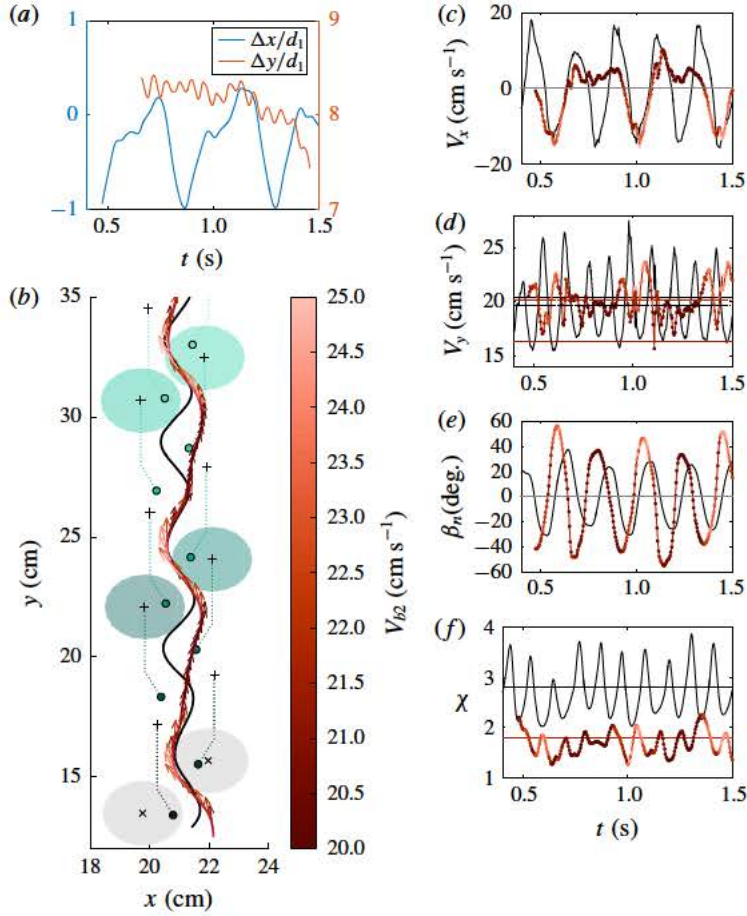 (a)
1
0
−1
9
8
7
Δx/d1
Δy/d1
0.5 1.0 1.5
t (s)
(b)
35
30
25
20
15
y (cm)
18 20 22 24
x (cm)
25.0
24.5
24.0
23.5
23.0
22.5
22.0
21.5
21.0
20.5
20.0
Vb2 (cm s−1)
(c)
20
0
−20
Vx (cm s−1)
0.5 1.0 1.5
(d)
25
20
15
Vy (cm s−1)
0.5 1.0 1.5
(e)
60
40
20
0
−20
−40
−60
βn(deg.)
0.5 1.0 1.5
(f)
4
3
2
1
χ
0.5 1.0 1.5
t (s)